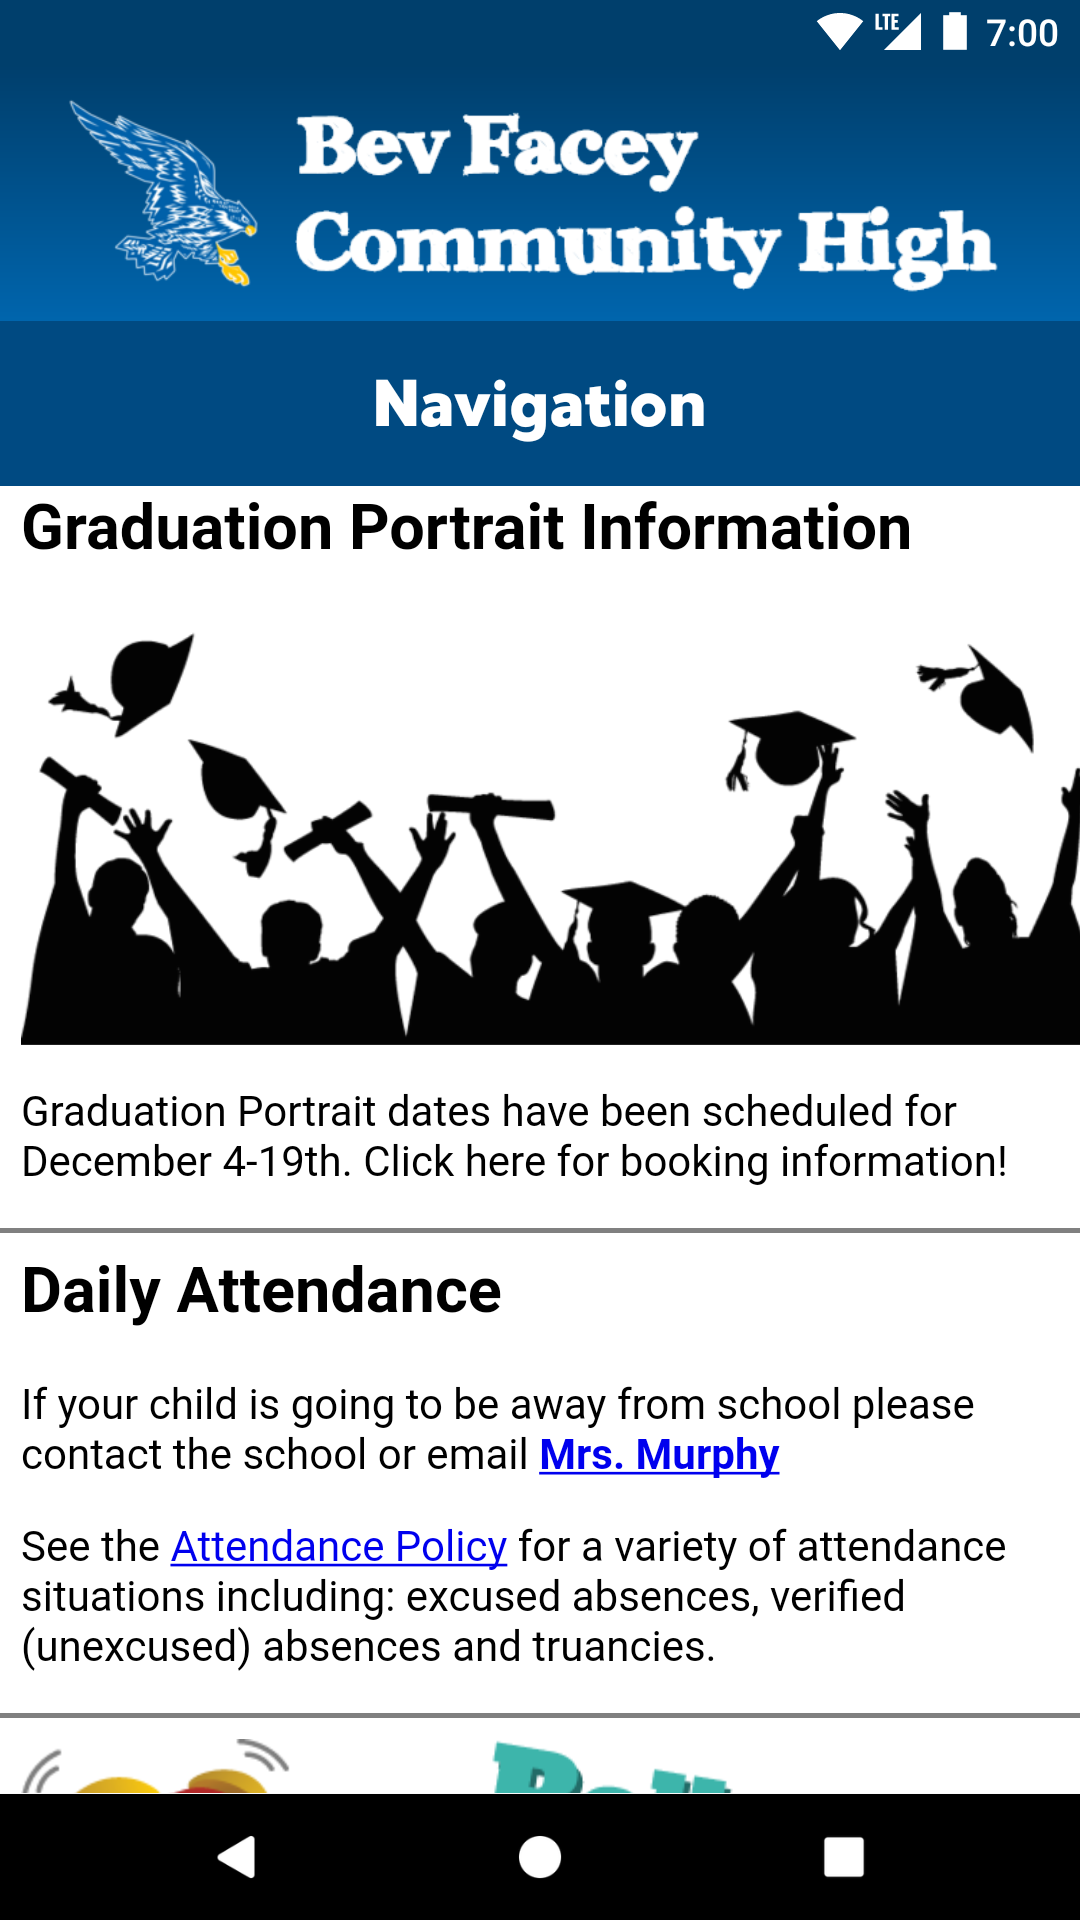 LTE 7:00
Bev Facey
Community High
Navigation
Graduation Portrait Information
Graduation Portrait dates have been scheduled for
December 4-19th. Click here for booking information!
Daily Attendance
If your child is going to be away from school please
contact the school or email Mrs. Murphy
See the Attendance Policy for a variety of attendance
situations including: excused absences, verified
(unexcused) absences and truancies.